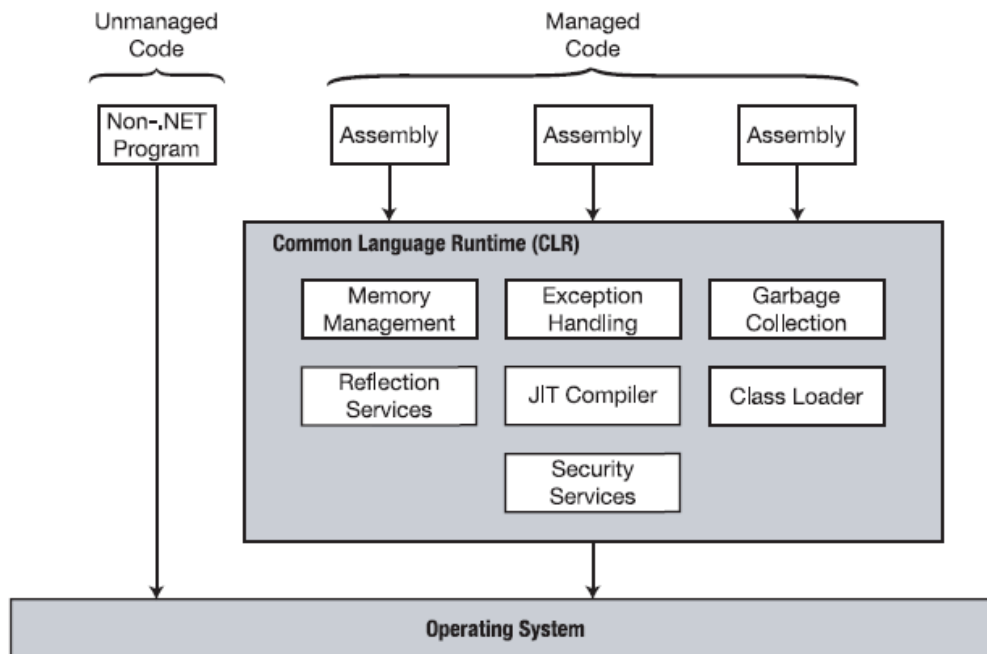 Unmanaged
Code
Managed
Code
Non-.NET
Program
Assembly
Assembly
Assembly
Common Language Runtime (CLR)
Memory
Management
Exception
Handling
Garbage
Collection
Reflection
Services
JIT Compiler
Class Loader
Security
Services
Operating System